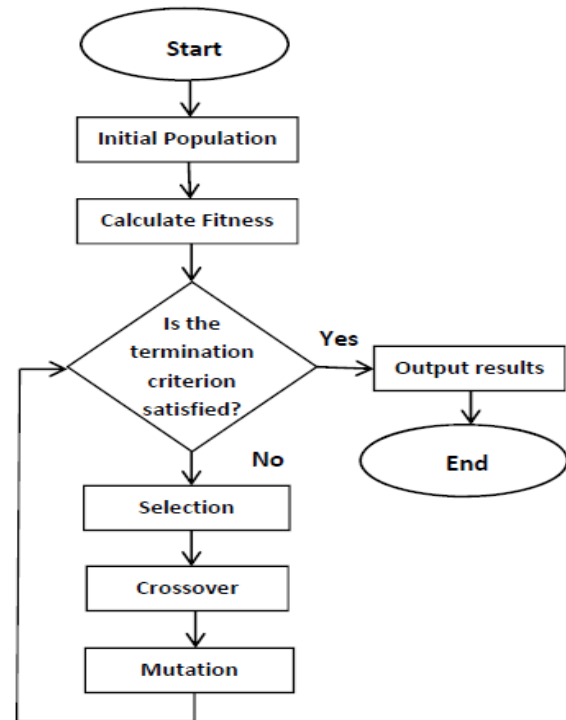 Start
Initial Population
Calculate Fitness
Is the
termination
criterion
satisfied?
Yes
Output results
End
No
Selection
Crossover
Mutation